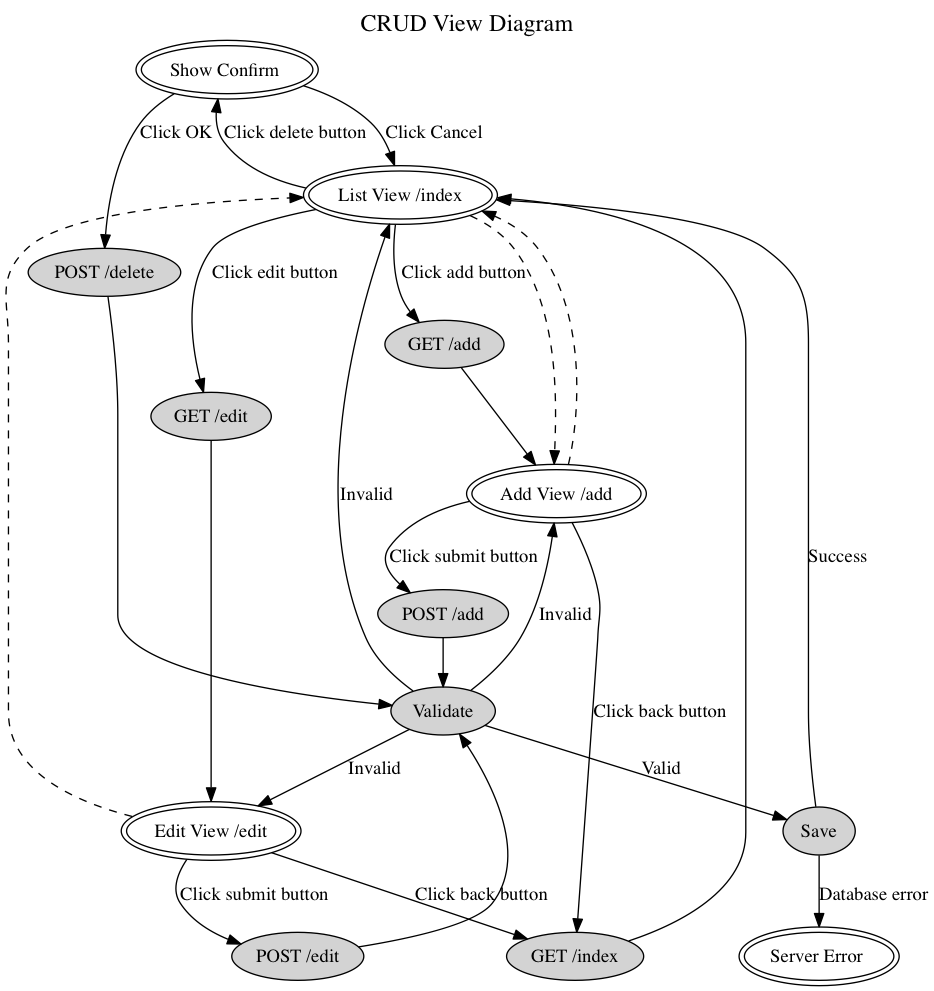 CRUD View Diagram
Show Confirm
Click OK
Click delete button
Click Cancel
List View /index
POST /delete
Click edit button
Click add button
GET /add
GET /edit
Invalid
Add View /add
Click submit button
Success
POST /add
Invalid
Validate
Click back button
Invalid
Valid
Edit View /edit
Save
Click submit button
Click back button
Database error
POST /edit
GET /index
Server Error